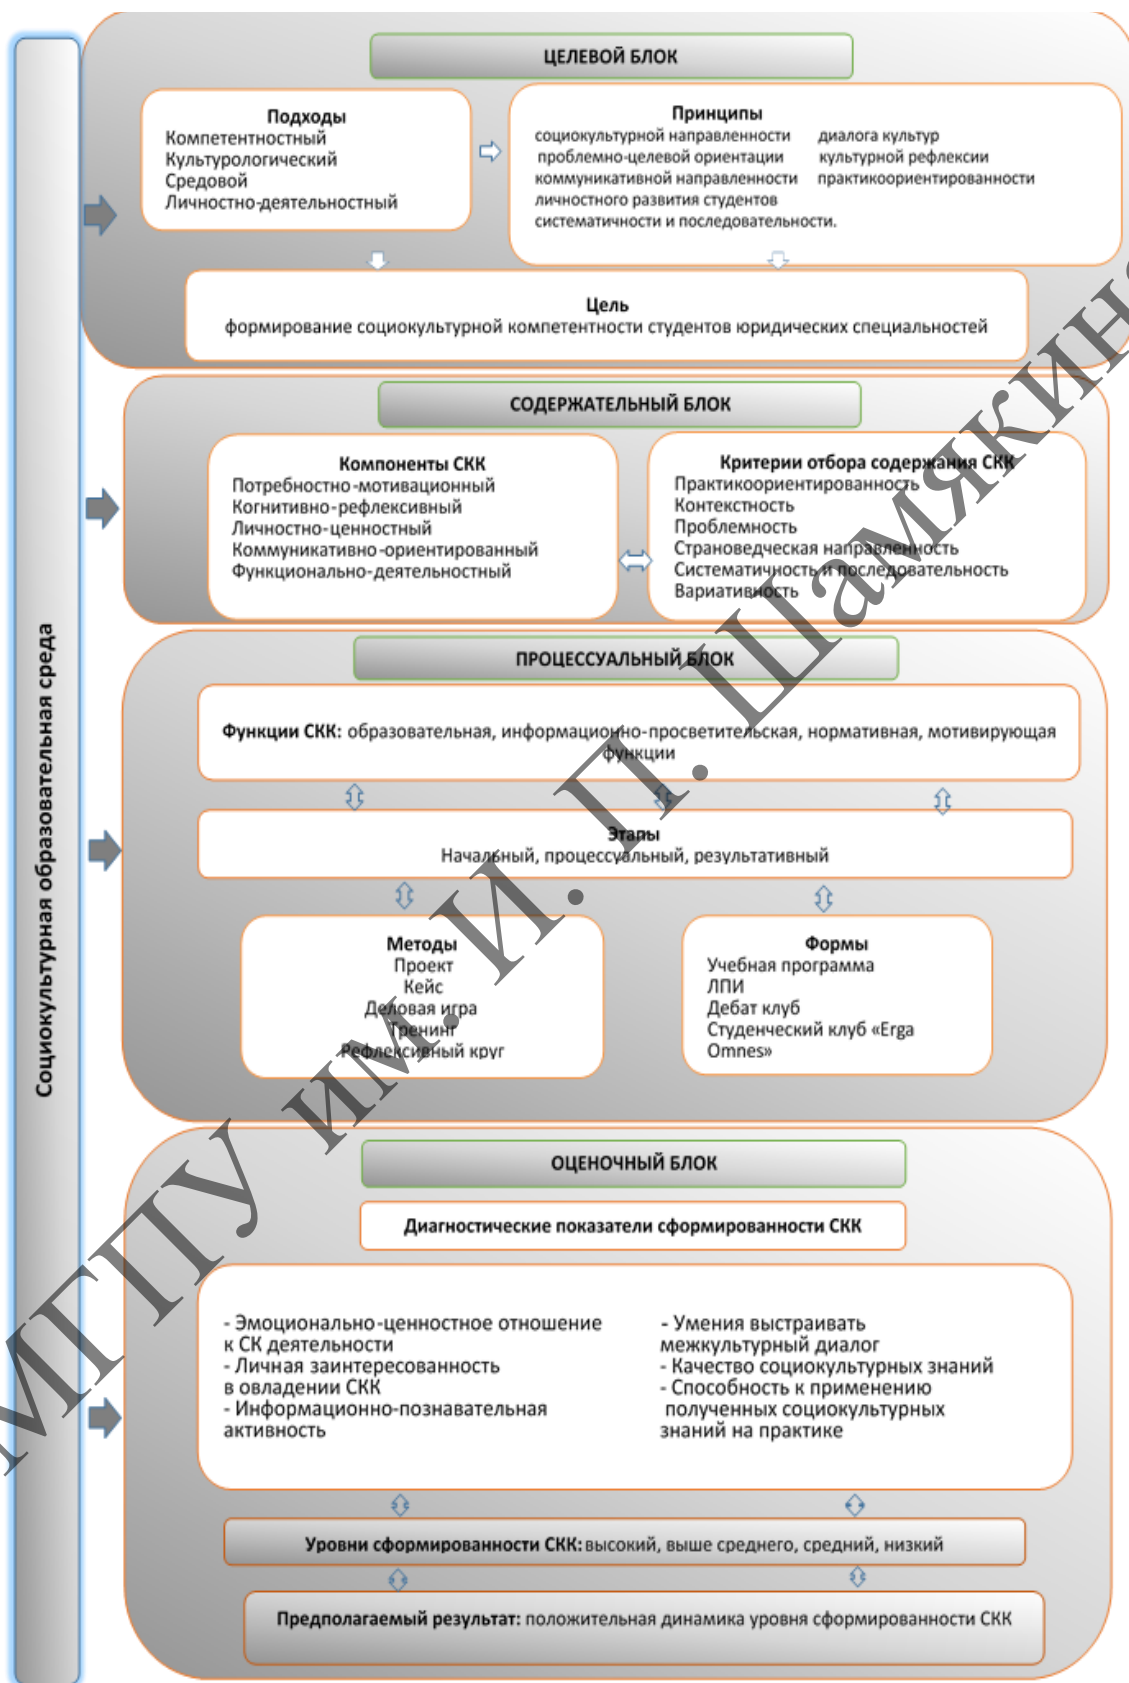 Социокультурная образовательная среда
ЦЕЛЕВОЙ БЛОК
Подходы
Компетентностный
Культурологический
Средовой
Личностно-деятельностный
Принципы
социокультурной направленности диалога культур
проблемно-целевой ориентации культурной рефлексии
коммуникативной направленности практикоориентированности
личностного развития студентов
систематичности и последовательности.
Цель
формирование социокультурной компетентности студентов юридических специальностей
СОДЕРЖАТЕЛЬНЫЙ БЛОК
Компоненты СКК
Потребностно-мотивационный
Когнитивно-рефлексивный
Личностно-ценностный
Коммуникативно-ориентированный
Функционально-деятельностный
Критерии отбора содержания СКК
Практикоориентированность
Контекстность
Проблемность
Страноведческая направленность
Систематичность и последовательность
Вариативность
ПРОЦЕССУАЛЬНЫЙ БЛОК
Функции СКК: образовательная, информационно-просветительская, нормативная, мотивирующая
функции
Этапы
Начальный, процессуальный, результативный
Методы
Проект
Кейс
Деловая игра
Тренинг
Рефлексивный круг
Формы
Учебная программа
ЛПИ
Дебат клуб
Студенческий клуб «Erga
Omnes»
ОЦЕНОЧНЫЙ БЛОК
Диагностические показатели сформированности СКК
- Эмоционально-ценностное отношение
к СК деятельности
- Личная заинтересованность
в овладении СКК
- Информационно-познавательная
активность
- Умения выстраивать
межкультурный диалог
- Качество социокультурных знаний
- Способность к применению
полученных социокультурных
знаний на практике
Уровни сформированности СКК: высокий, выше среднего, средний, низкий
Предполагаемый результат: положительная динамика уровня сформированности СКК
МГПУ им. И. П. Шамякина